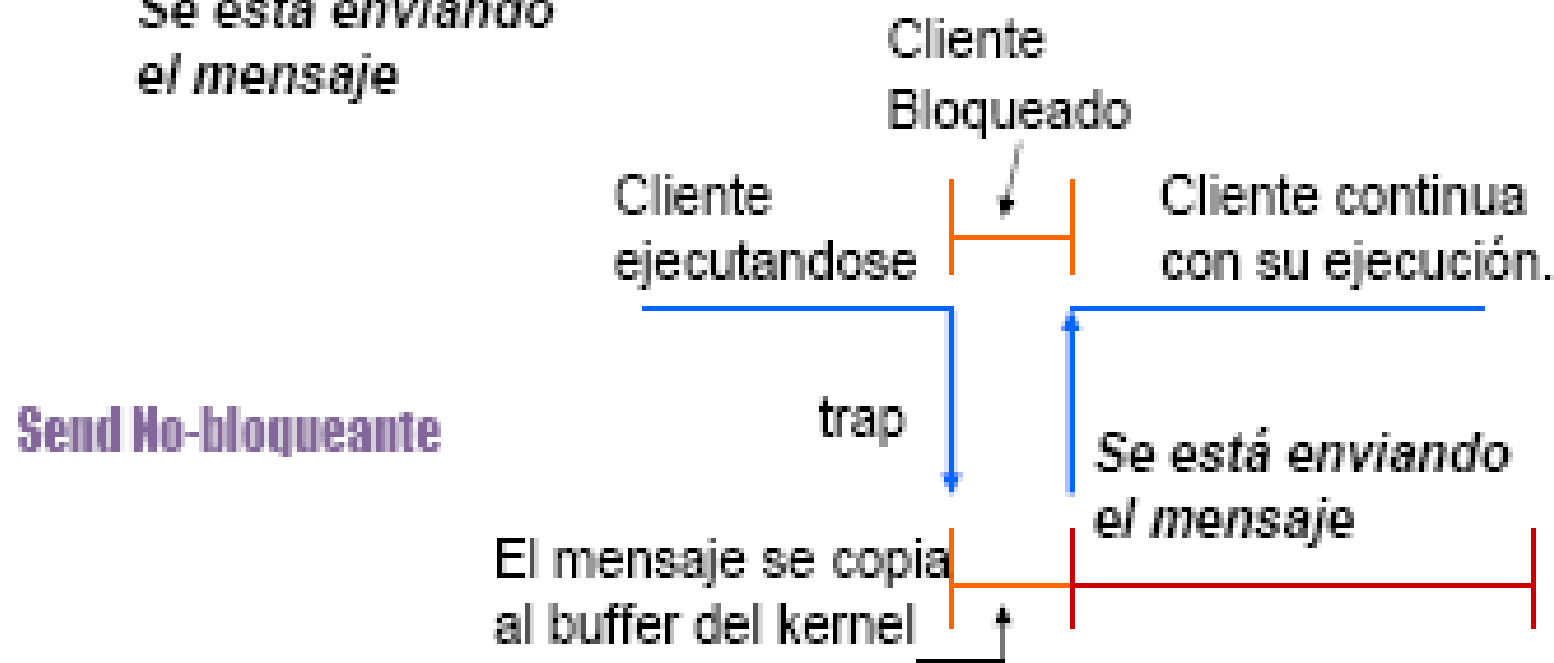 Se está enviando
el mensaje
Cliente
Bloqueado
Cliente
ejecutandose
Cliente continua
con su ejecución.
trap
Send No-bloqueante
Se está enviando
el mensaje
El mensaje se copia
al buffer del kernel